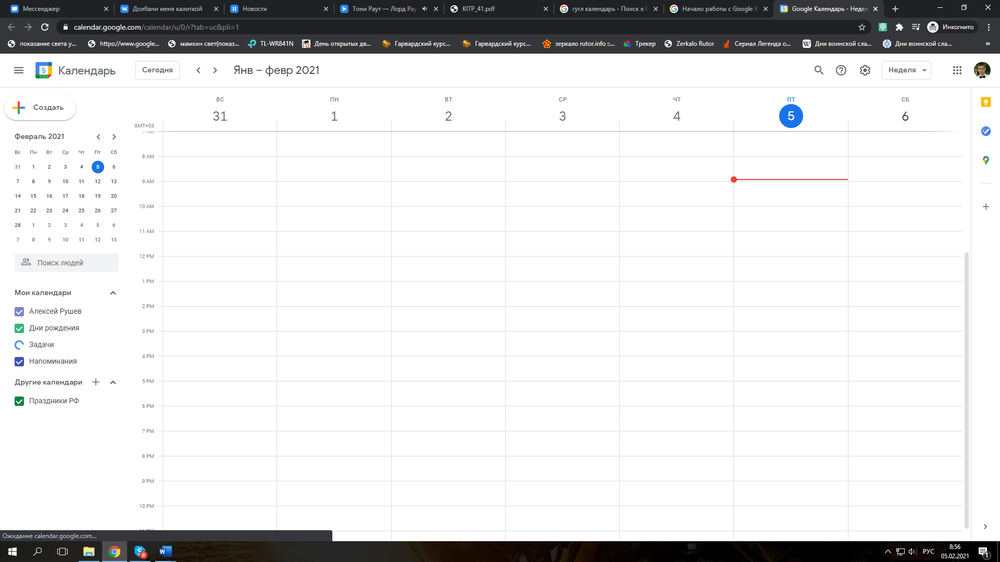 Мессенджер
Долбани меня калиткой
Новости
Тони Раут — Лорд Рау
KITP_41.pdf
гугл календарь - Поиск в G
Начало работы с Google К
Google Календарь - Недел
calendar.google.com/calendar/u/0/r?tab=uc&pli=1
Инкогнито
показание света у...
https://www.google...
мамкин свет(показ...
TL-WR841N
День открытых дв...
Гарвардский курс...
Гарвардский курс...
зеркало rutor.info ::...
Трекер
Zerkalo Rutor
Сериал Легенда о...
Дни воинской сла...
Дни воинской сла...
»
5
Календарь
Сегодня
Янв – февр 2021
Неделя
Создать
Февраль 2021
Вс Пн Вт Ср Чт Пт Сб
31 1 2 3 4 5 6
7 8 9 10 11 12 13
14 15 16 17 18 19 20
21 22 23 24 25 26 27
28 1 2 3 4 5 6
7 8 9 10 11 12 13
Поиск людей
Мои календари
Алексей Рушев
Дни рождения
Задачи
Напоминания
Другие календари
Праздники РФ
ВС ПН ВТ СР ЧТ ПТ СБ
31 1 2 3 4 5 6
GMT+03
7 AM
8 AM
9 AM
10 AM
11 AM
12 PM
1 PM
2 PM
3 PM
4 PM
5 PM
6 PM
7 PM
8 PM
9 PM
10 PM
11 PM
Ожидание calendar.google.com...
8
РУС
8:56
05.02.2021
1